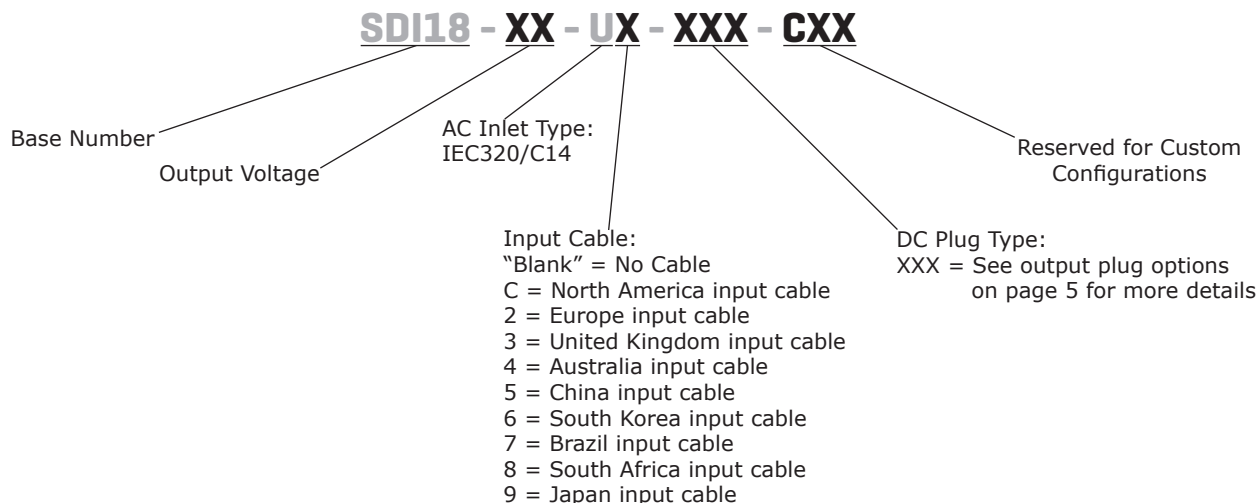 SDI18 - XX - UX - XXX - CXX
Base Number
Output Voltage
AC Inlet Type:
IEC320/C14
Reserved for Custom
Configurations
Input Cable:
“Blank” = No Cable
C = North America input cable
2 = Europe input cable
3 = United Kingdom input cable
4 = Australia input cable
5 = China input cable
6 = South Korea input cable
7 = Brazil input cable
8 = South Africa input cable
9 = Japan input cable
DC Plug Type:
XXX = See output plug options
on page 5 for more details